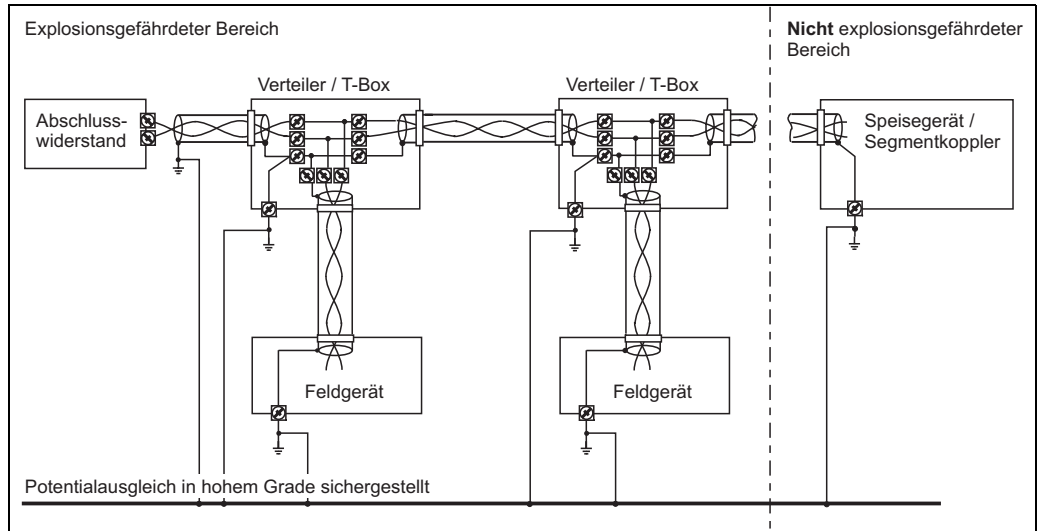 Explosionsgefährdeter Bereich
Nicht explosionsgefährdeter
Bereich
Verteiler / T-Box
Verteiler / T-Box
Abschluss-
widerstand
Speisegerät /
Segmentkoppler
Feldgerät
Feldgerät
Potentialausgleich in hohem Grade sichergestellt